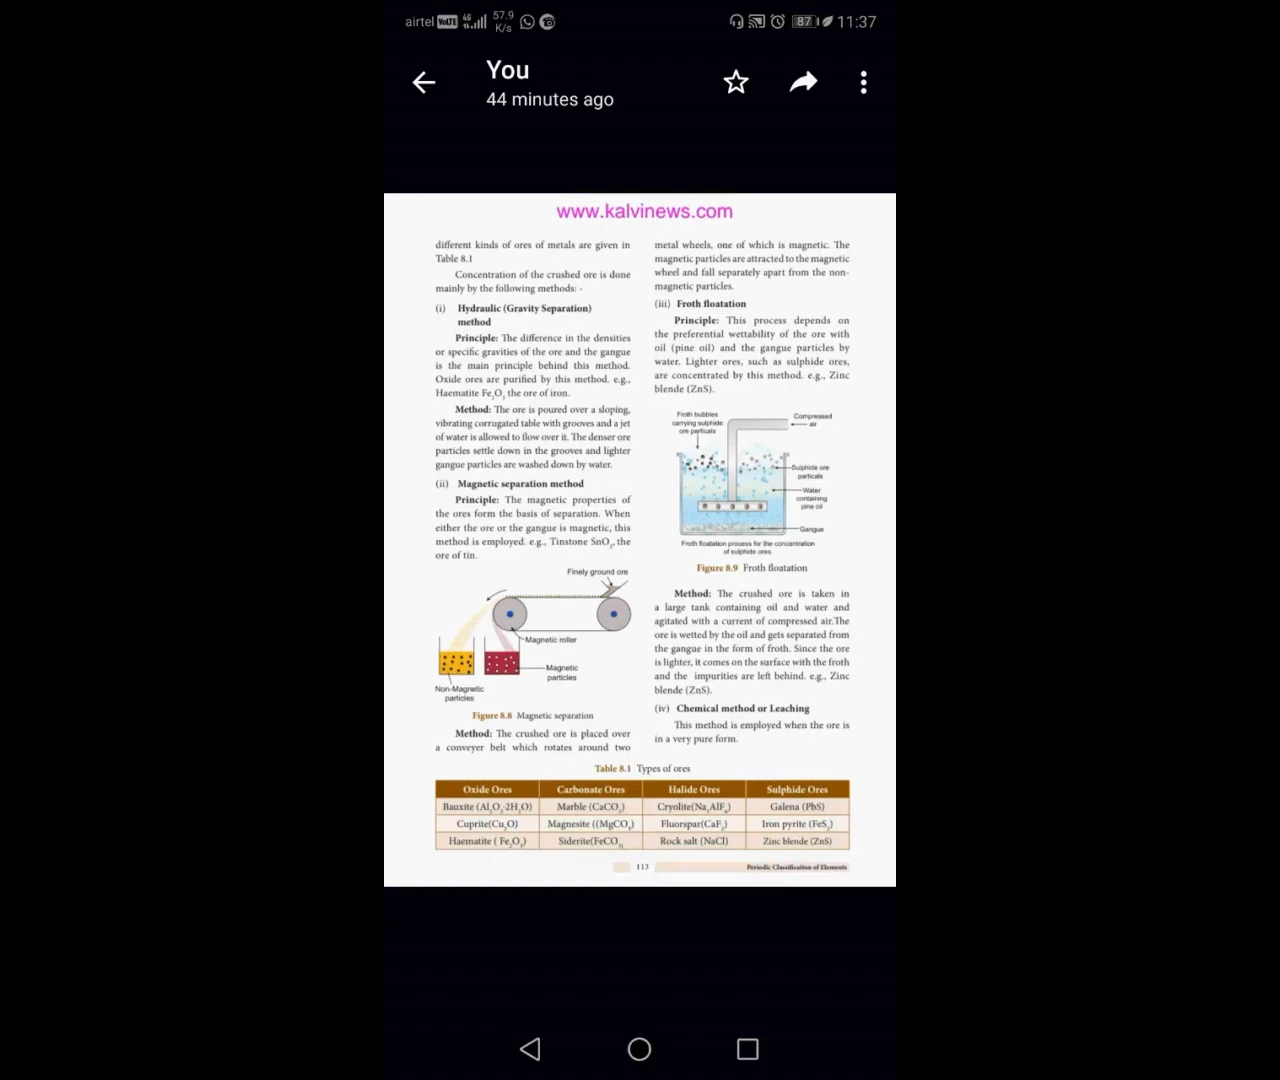 airtel VoLTE 4G 57.9 K/s 87 11:37
You
44 minutes ago
www.kalvinews.com
different kinds of ores of metals are given in
Table 8.1
Concentration of the crushed ore is done
mainly by the following methods: -
(i) Hydraulic (Gravity Separation)
method
Principle: The difference in the densities
or specific gravities of the ore and the gangue
is the main principle behind this method.
Oxide ores are purified by this method. e.g.,
Haematite Fe₂O₃ the ore of iron.
Method: The ore is poured over a sloping,
vibrating corrugated table with grooves and a jet
of water is allowed to flow over it. The denser ore
particles settle down in the grooves and lighter
gangue particles are washed down by water.
(ii) Magnetic separation method
Principle: The magnetic properties of
the ores form the basis of separation. When
either the ore or the gangue is magnetic, this
method is employed. e.g., Tinstone SnO₂, the
ore of tin.
Finely ground ore
Magnetic roller
Magnetic
particles
Non-Magnetic
particles
Figure 8.8 Magnetic separation
Method: The crushed ore is placed over
a conveyer belt which rotates around two
metal wheels, one of which is magnetic. The
magnetic particles are attracted to the magnetic
wheel and fall separately apart from the non-
magnetic particles.
(iii) Froth floatation
Principle: This process depends on
the preferential wettability of the ore with
oil (pine oil) and the gangue particles by
water. Lighter ores, such as sulphide ores,
are concentrated by this method. e.g., Zinc
blende (ZnS).
Froth bubbles
carrying sulphide
ore particals
Compressed
air
Sulphide ore
particals
Water
containing
pine oil
Gangue
Froth floatation process for the concentration
of sulphide ores
Figure 8.9 Froth floatation
Method: The crushed ore is taken in
a large tank containing oil and water and
agitated with a current of compressed air.The
ore is wetted by the oil and gets separated from
the gangue in the form of froth. Since the ore
is lighter, it comes on the surface with the froth
and the impurities are left behind. e.g., Zinc
blende (ZnS).
(iv) Chemical method or Leaching
This method is employed when the ore is
in a very pure form.
Table 8.1 Types of ores
Oxide Ores Carbonate Ores Halide Ores Sulphide Ores
Bauxite (Al₂O₃·2H₂O) Marble (CaCO₃) Cryolite(Na₃AlF₆) Galena (PbS)
Cuprite(Cu₂O) Magnesite ((MgCO₃) Fluorspar(CaF₂) Iron pyrite (FeS₂)
Haematite ( Fe₂O₃) Siderite(FeCO₃₎ Rock salt (NaCl) Zinc blende (ZnS)
113 Periodic Classification of Elements